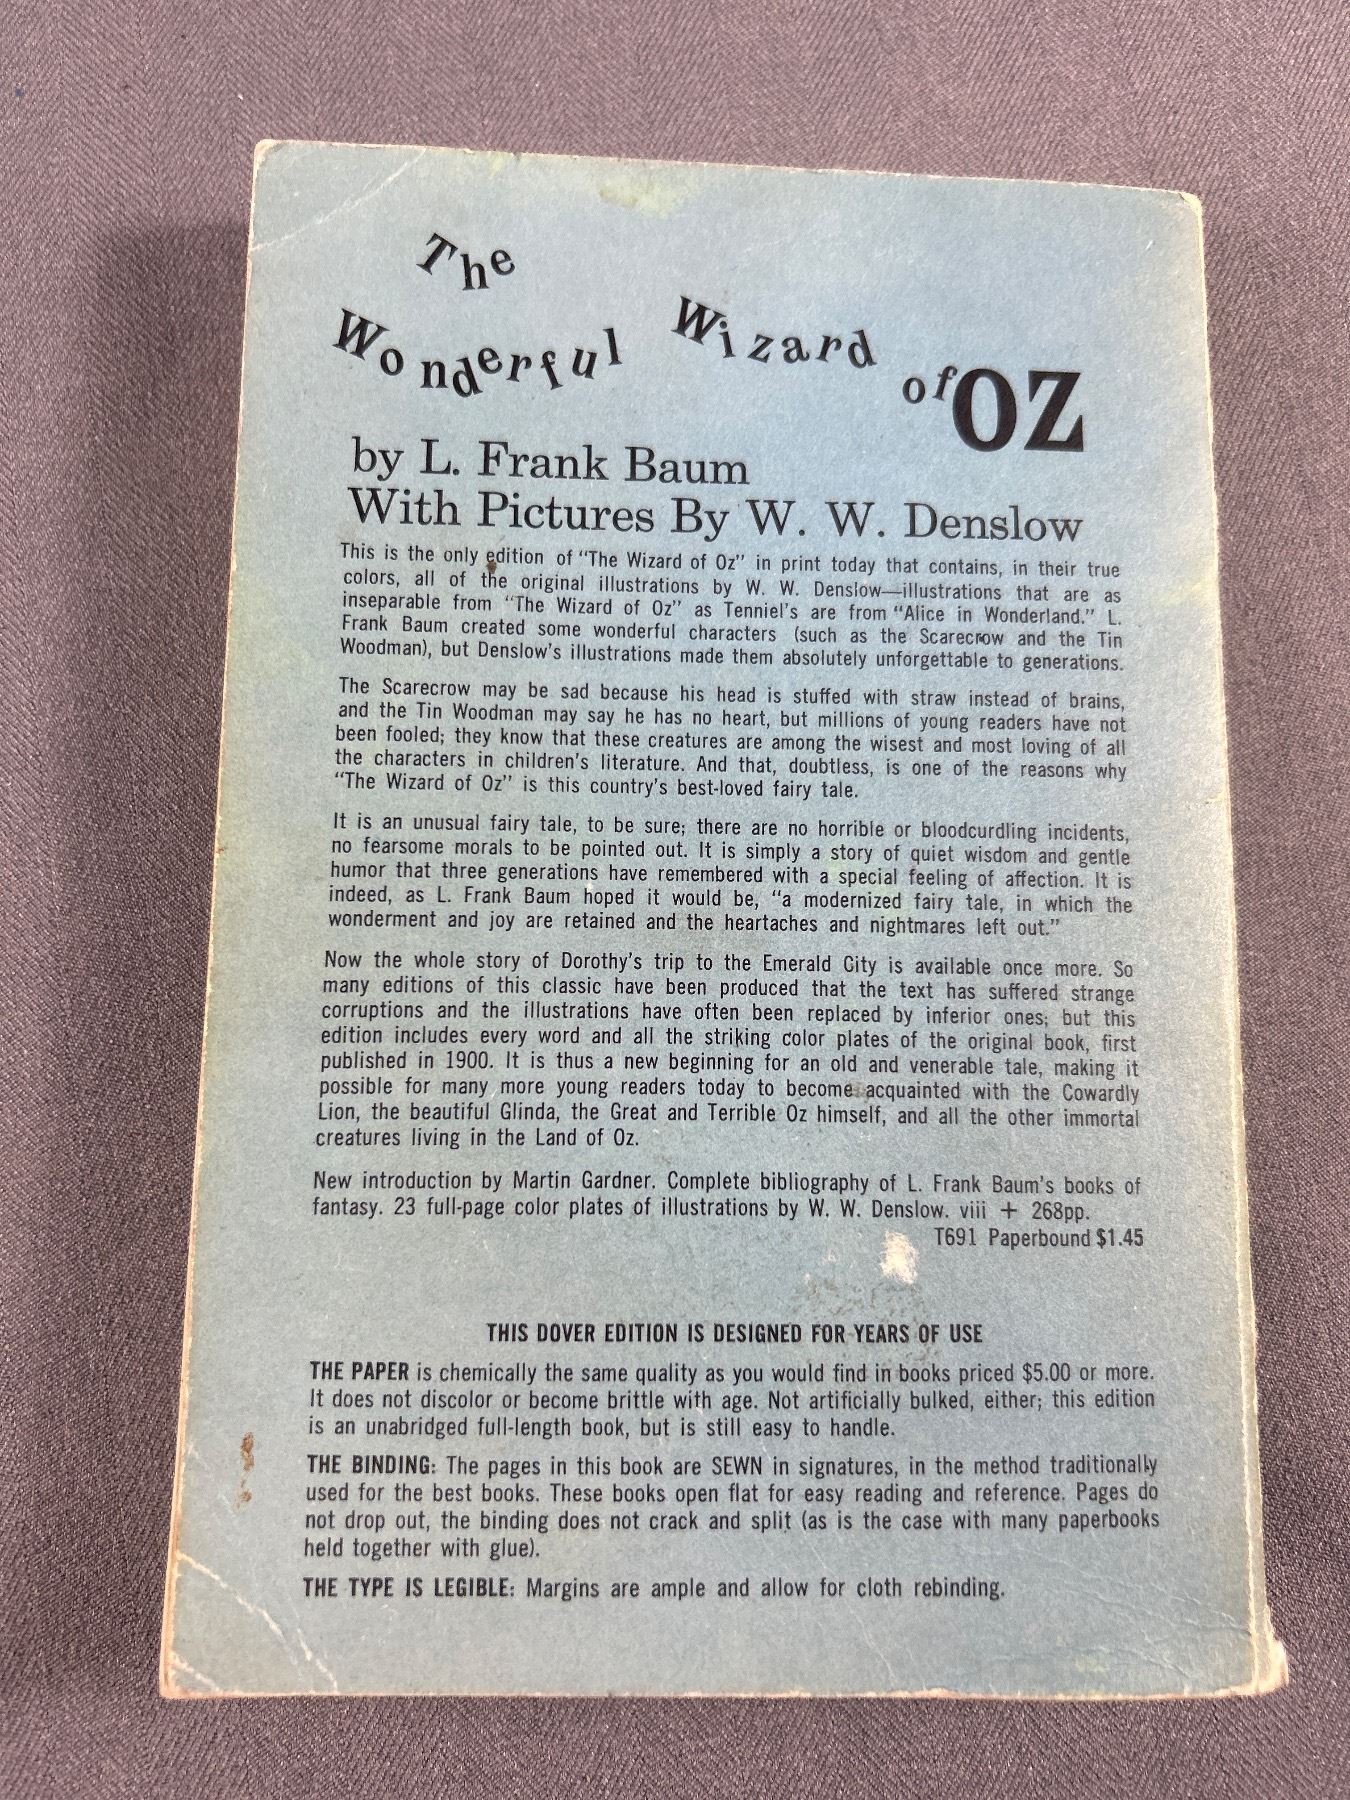 The
Wonderful Wizard of OZ
by L. Frank Baum
With Pictures By W. W. Denslow
This is the only edition of "The Wizard of Oz" in print today that contains, in their true
colors, all of the original illustrations by W. W. Denslow—illustrations that are as
inseparable from "The Wizard of Oz" as Tenniel's are from "Alice in Wonderland." L.
Frank Baum created some wonderful characters (such as the Scarecrow and the Tin
Woodman), but Denslow's illustrations made them absolutely unforgettable to generations.
The Scarecrow may be sad because his head is stuffed with straw instead of brains,
and the Tin Woodman may say he has no heart, but millions of young readers have not
been fooled; they know that these creatures are among the wisest and most loving of all
the characters in children's literature. And that, doubtless, is one of the reasons why
"The Wizard of Oz" is this country's best-loved fairy tale.
It is an unusual fairy tale, to be sure; there are no horrible or bloodcurdling incidents,
no fearsome morals to be pointed out. It is simply a story of quiet wisdom and gentle
humor that three generations have remembered with a special feeling of affection. It is
indeed, as L. Frank Baum hoped it would be, "a modernized fairy tale, in which the
wonderment and joy are retained and the heartaches and nightmares left out."
Now the whole story of Dorothy's trip to the Emerald City is available once more. So
many editions of this classic have been produced that the text has suffered strange
corruptions and the illustrations have often been replaced by inferior ones; but this
edition includes every word and all the striking color plates of the original book, first
published in 1900. It is thus a new beginning for an old and venerable tale, making it
possible for many more young readers today to become acquainted with the Cowardly
Lion, the beautiful Glinda, the Great and Terrible Oz himself, and all the other immortal
creatures living in the Land of Oz.
New introduction by Martin Gardner. Complete bibliography of L. Frank Baum's books of
fantasy. 23 full-page color plates of illustrations by W. W. Denslow. viii + 268pp.
T691 Paperbound $1.45
THIS DOVER EDITION IS DESIGNED FOR YEARS OF USE
THE PAPER is chemically the same quality as you would find in books priced $5.00 or more.
It does not discolor or become brittle with age. Not artificially bulked, either; this edition
is an unabridged full-length book, but is still easy to handle.
THE BINDING: The pages in this book are SEWN in signatures, in the method traditionally
used for the best books. These books open flat for easy reading and reference. Pages do
not drop out, the binding does not crack and split (as is the case with many paperbooks
held together with glue).
THE TYPE IS LEGIBLE: Margins are ample and allow for cloth rebinding.